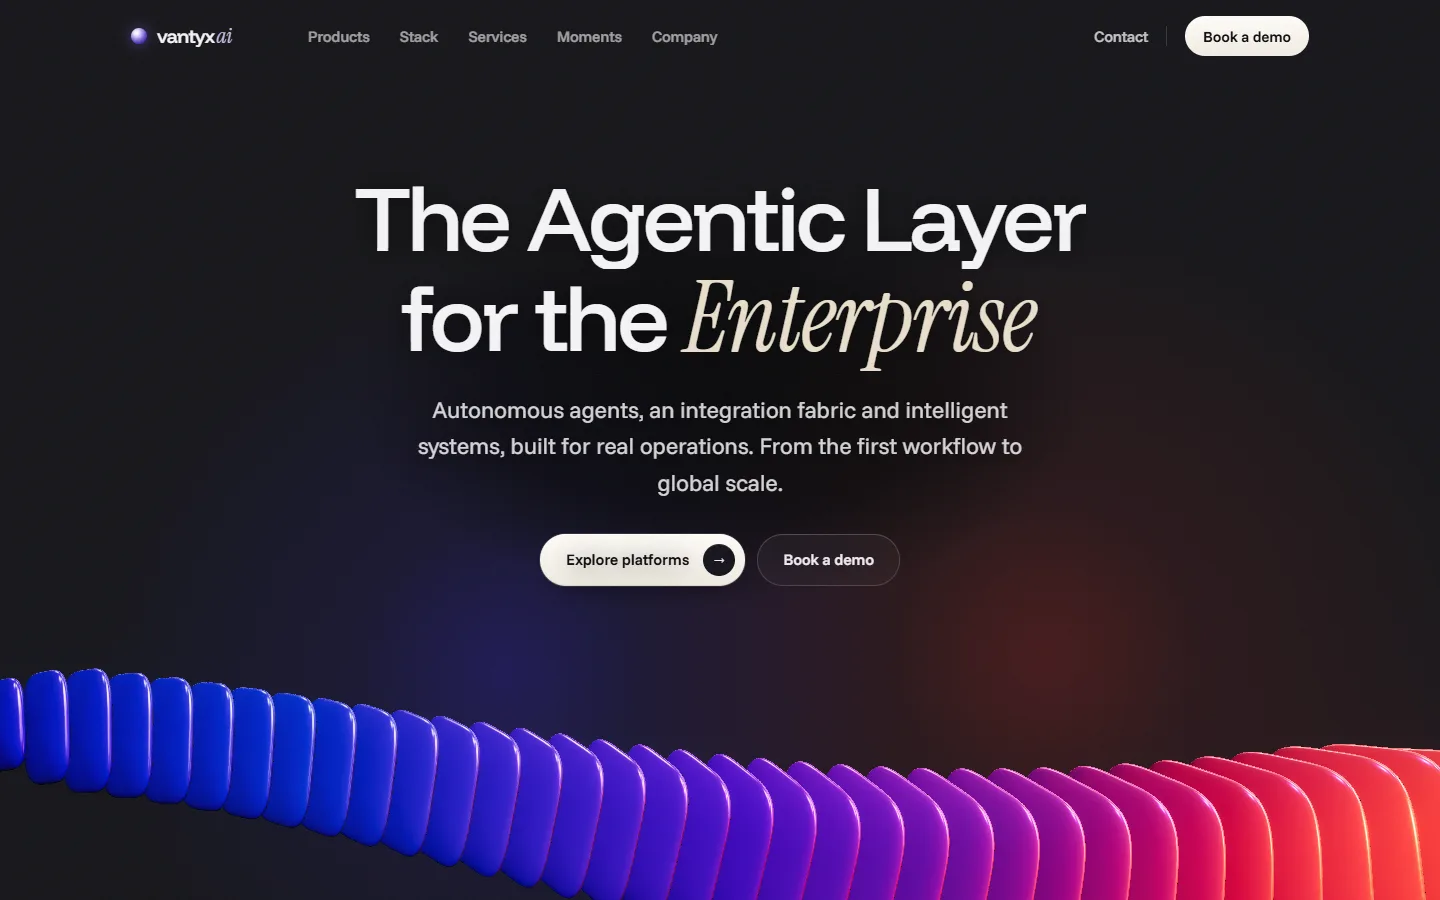 vantyxai
Products
Stack
Services
Moments
Company
Contact
Book a demo
The Agentic Layer
for the Enterprise
Autonomous agents, an integration fabric and intelligent
systems, built for real operations. From the first workflow to
global scale.
Explore platforms →
Book a demo